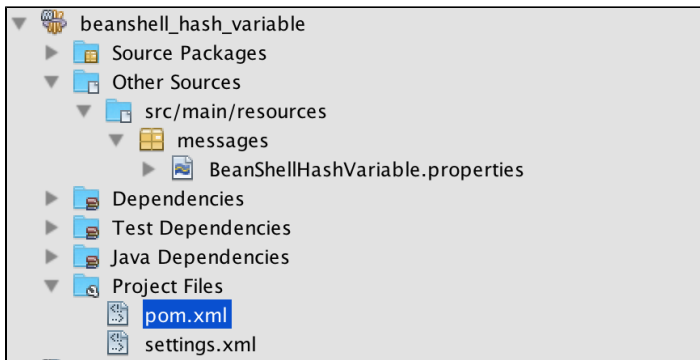 beanshell_hash_variable
Source Packages
Other Sources
src/main/resources
messages
BeanShellHashVariable.properties
Dependencies
Test Dependencies
Java Dependencies
Project Files
pom.xml
settings.xml